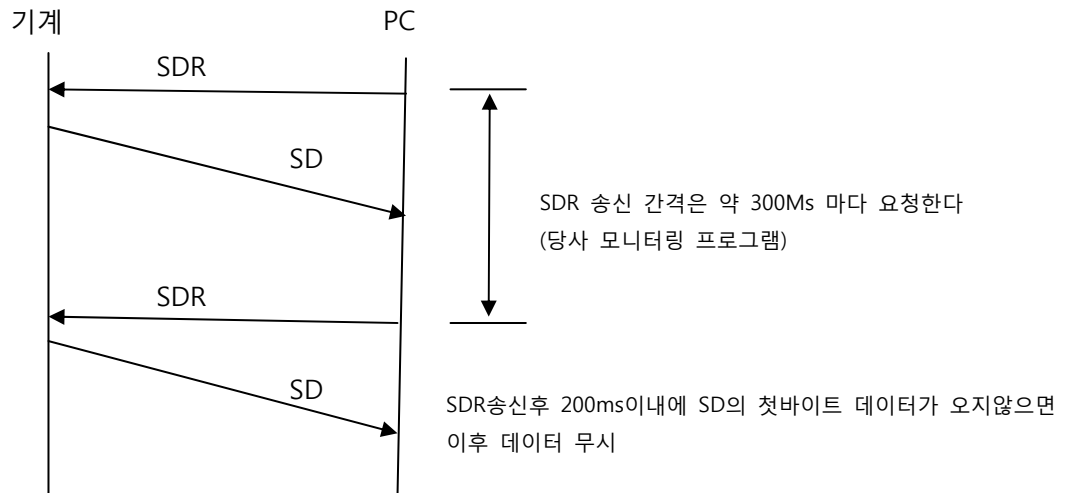 기계
PC
SDR
SD
SDR 송신 간격은 약 300Ms 마다 요청한다
(당사 모니터링 프로그램)
SDR
SD
SDR송신후 200ms이내에 SD의 첫바이트 데이터가 오지않으면
이후 데이터 무시